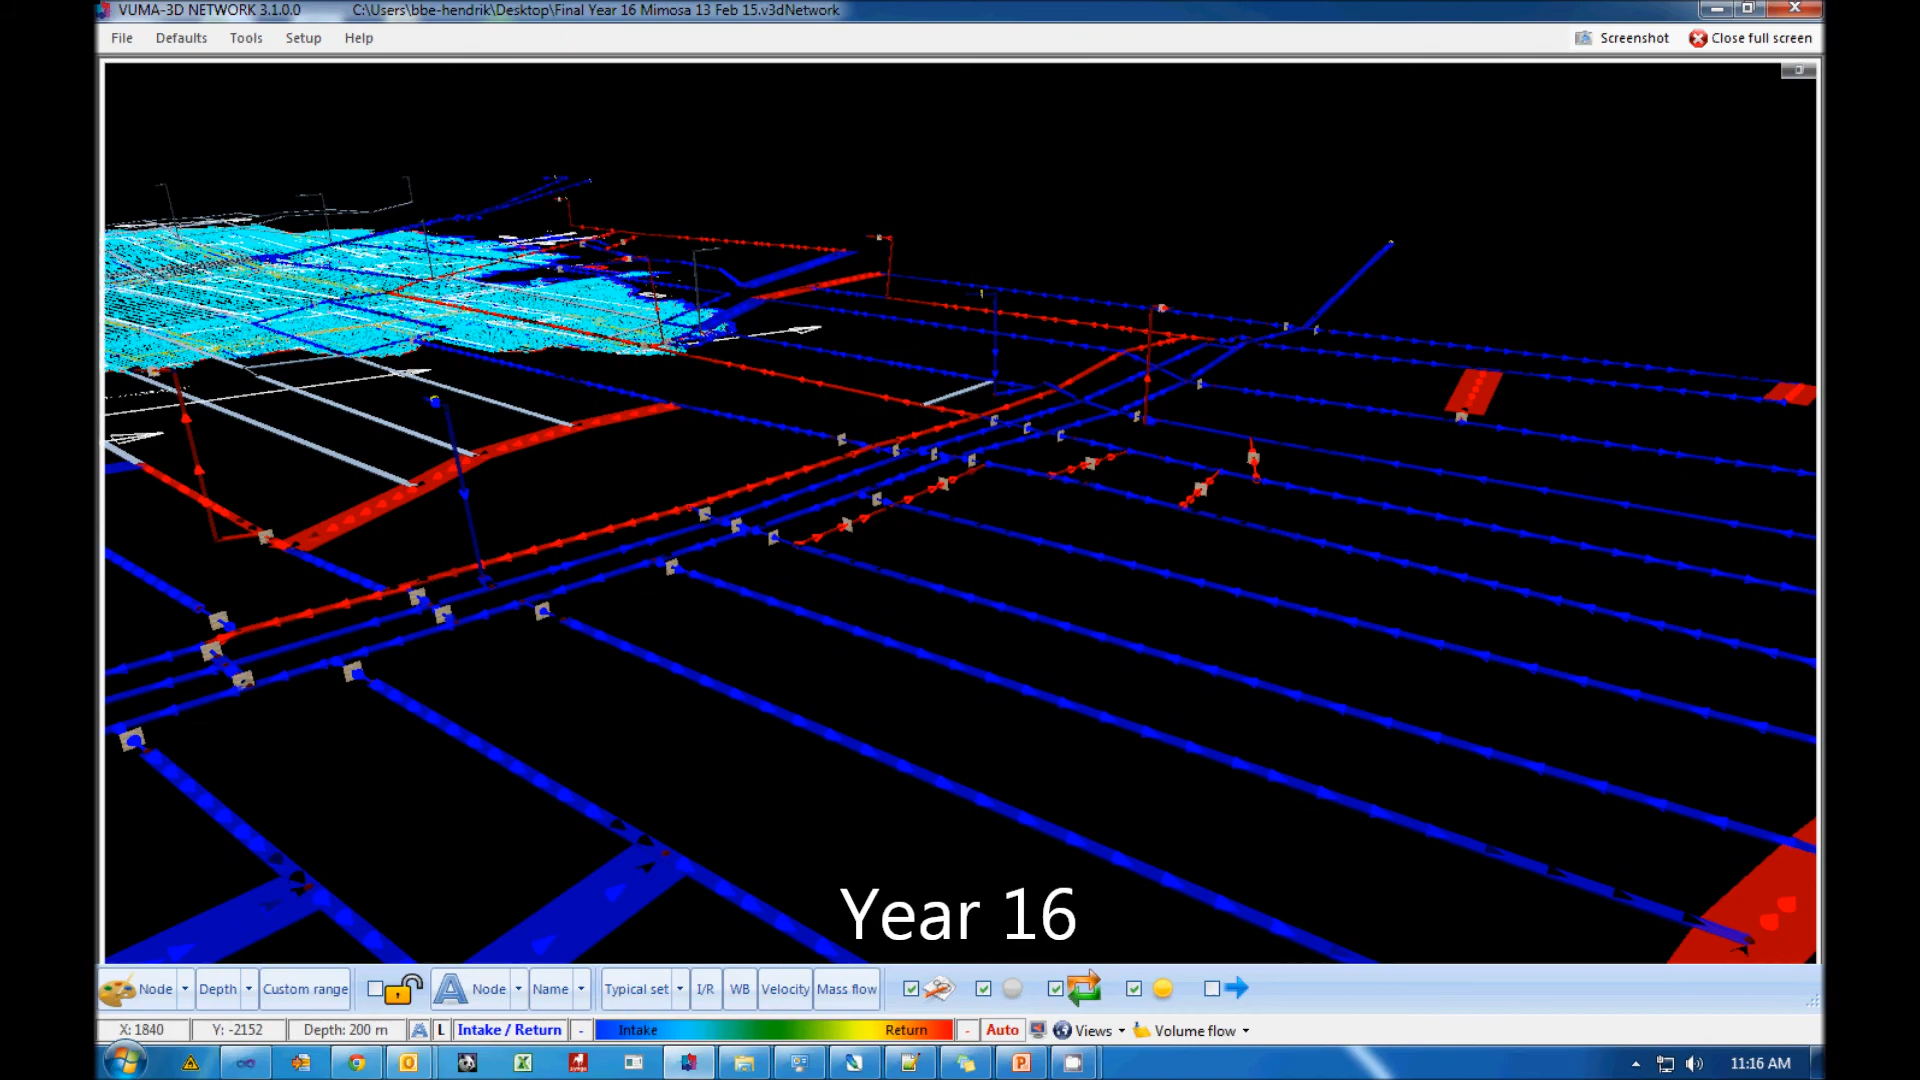 VUMA-3D NETWORK 3.1.0.0 C:\Users\bbe-hendrik\Desktop\Final Year 16 Mimosa 13 Feb 15.v3dNetwork
File Defaults Tools Setup Help Screenshot Close full screen
Year 16
Node Depth Custom range Node Name Typical set I/R WB Velocity Mass flow
X: 1840 Y: -2152 Depth: 200 m L Intake / Return - Intake Return - Auto Views Volume flow
11:16 AM